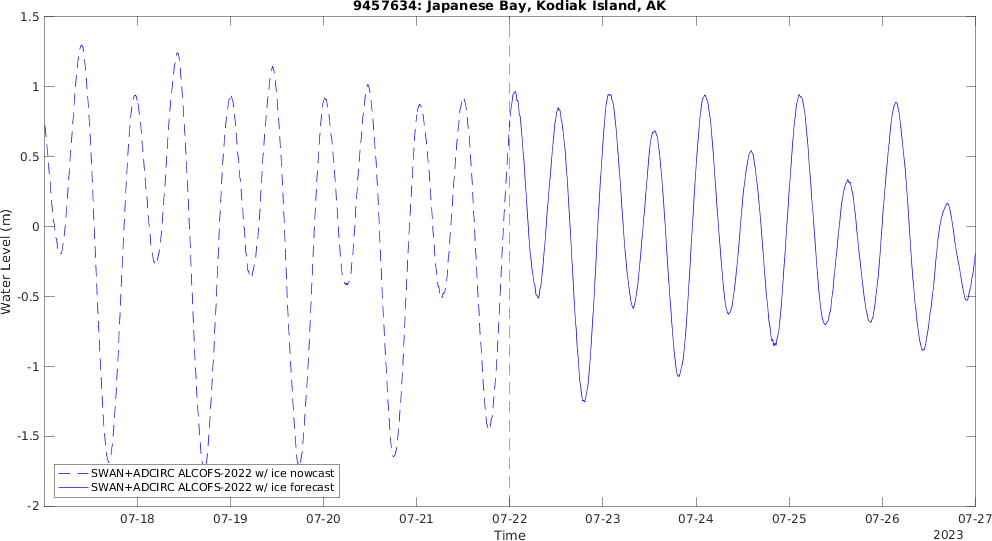 9457634: Japanese Bay, Kodiak Island, AK
1.5
1
0.5
0
-0.5
-1
-1.5
-2
Water Level (m)
SWAN+ADCIRC ALCOFS-2022 w/ ice nowcast
SWAN+ADCIRC ALCOFS-2022 w/ ice forecast
07-18 07-19 07-20 07-21 07-22 07-23 07-24 07-25 07-26 07-27
Time
2023